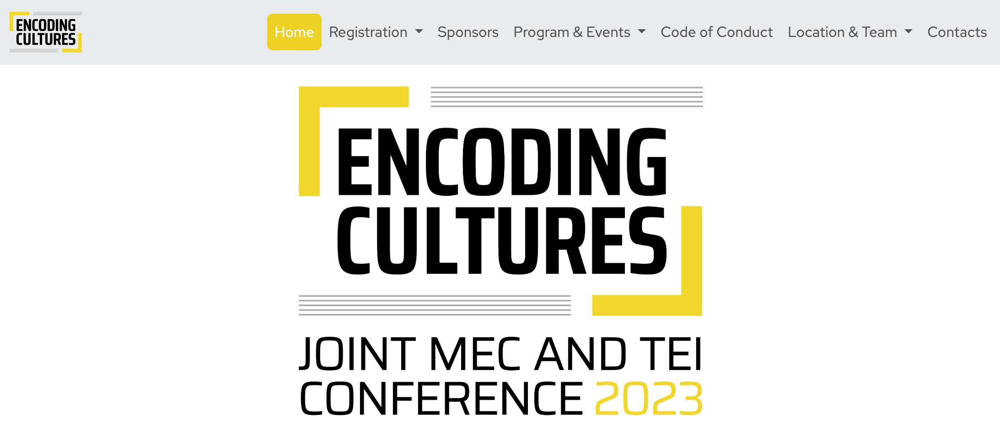 ENCODING
CULTURES
Home Registration Sponsors Program & Events Code of Conduct Location & Team Contacts
ENCODING
CULTURES
JOINT MEC AND TEI
CONFERENCE 2023